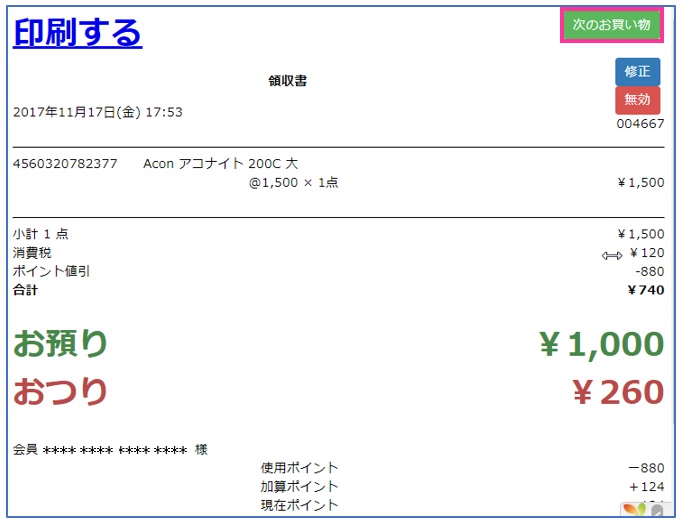 印刷する
次のお買い物
領収書
修正
無効
2017年11月17日(金) 17:53
004667
4560320782377 Acon アコナイト 200C 大
@1,500 × 1点 ¥1,500
小計 1 点 ¥1,500
消費税 ¥120
ポイント値引 -880
合計 ¥740
お預り ¥1,000
おつり ¥260
会員 **** **** **** **** 様
使用ポイント －880
加算ポイント ＋124
現在ポイント